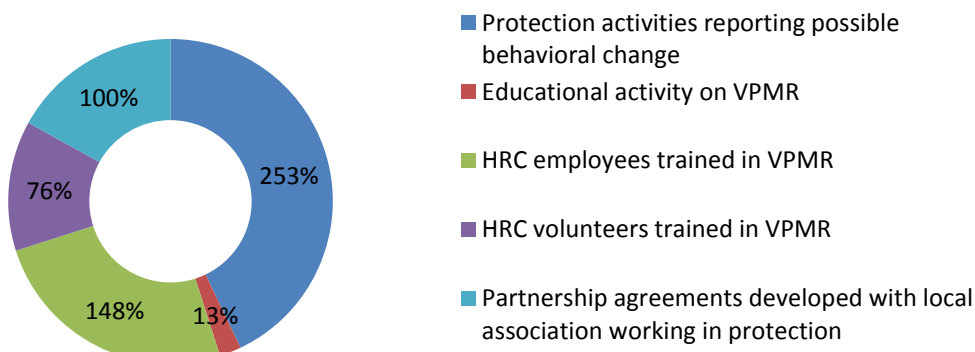 Protection activities reporting possible
behavioral change
Educational activity on VPMR
HRC employees trained in VPMR
HRC volunteers trained in VPMR
Partnership agreements developed with local
association working in protection
100%
253%
76%
148%
13%